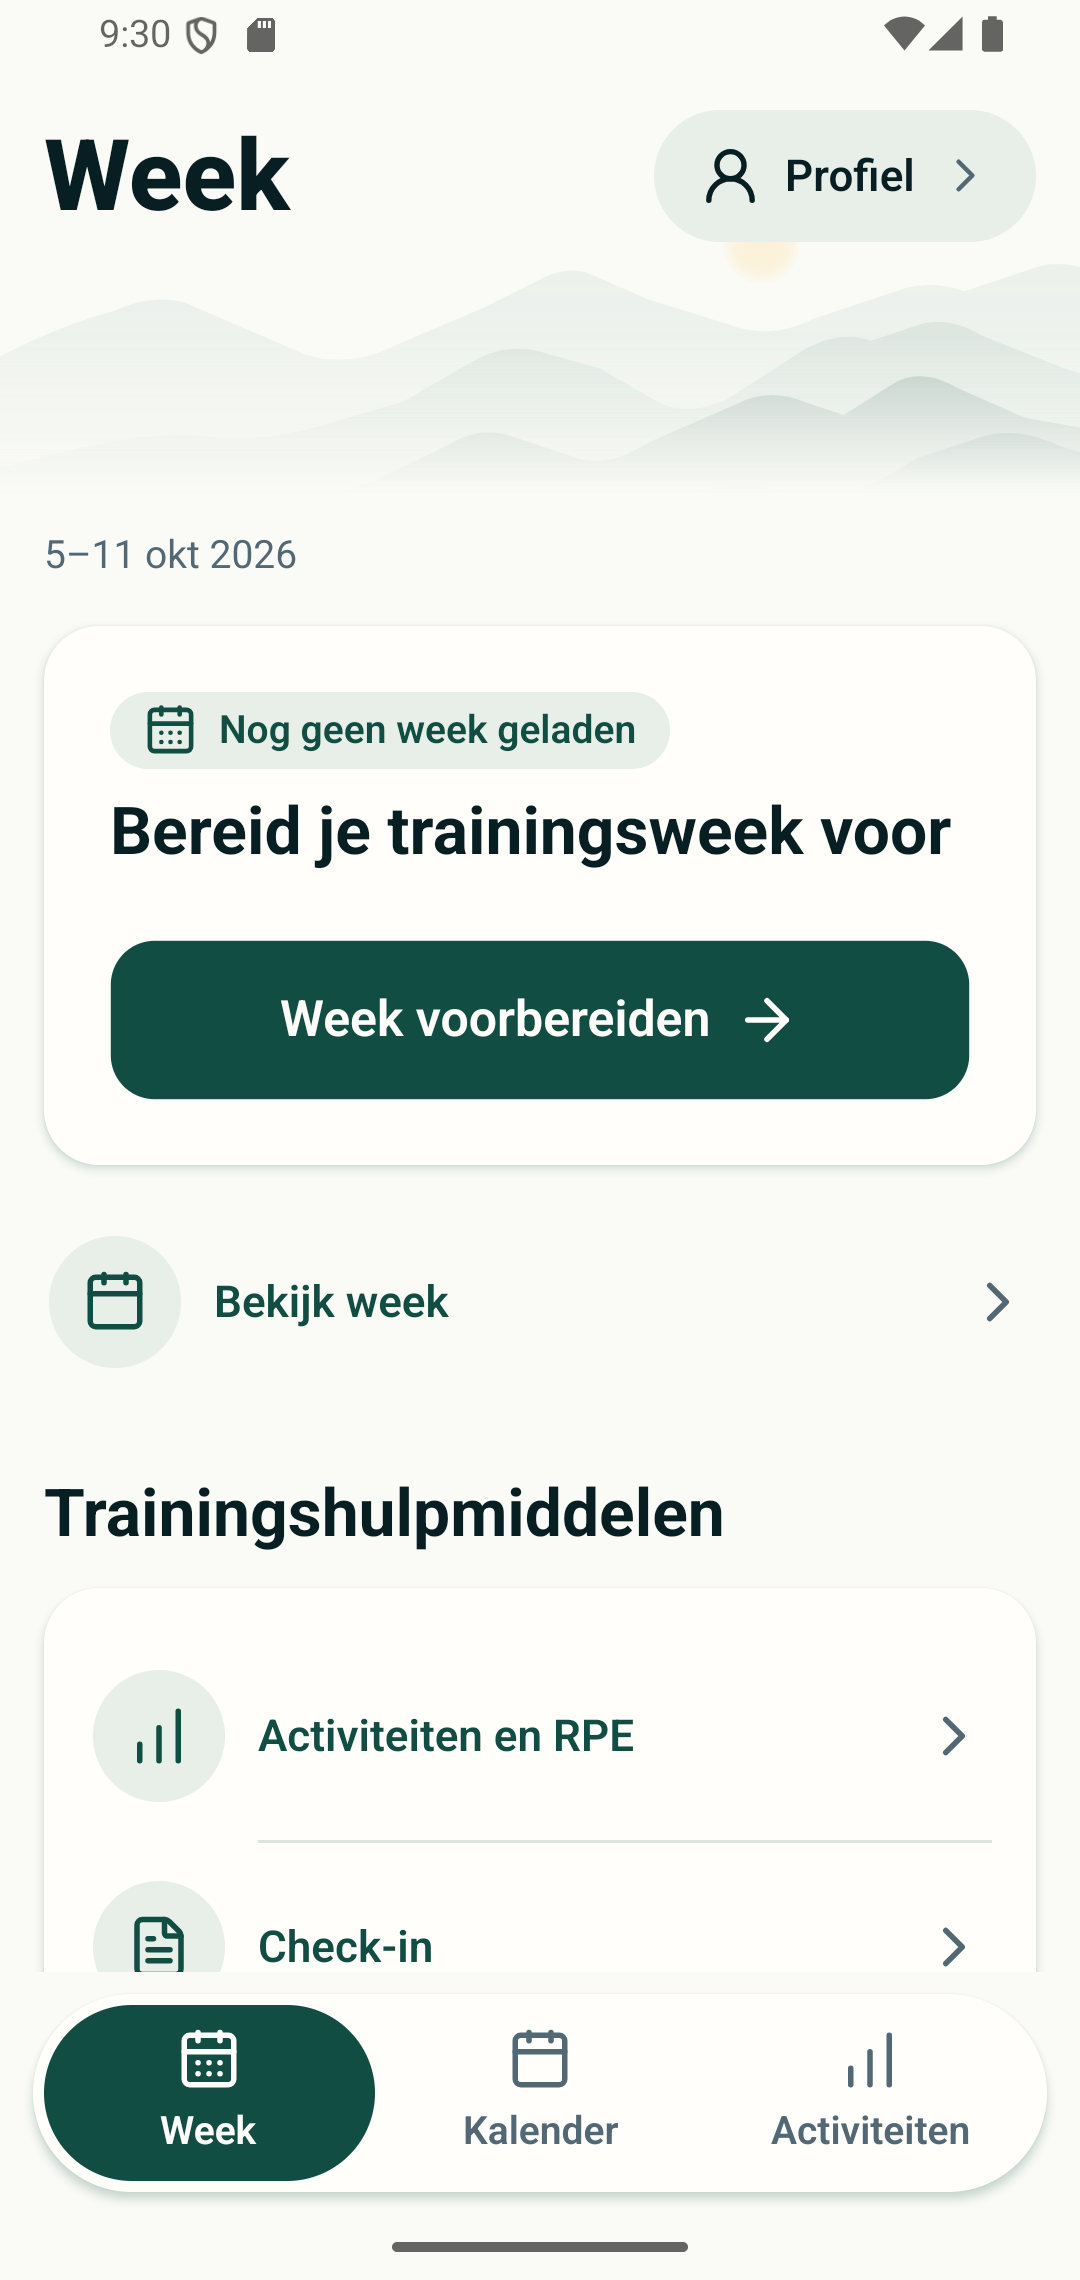 9:30
Week
Profiel
5–11 okt 2026
Nog geen week geladen
Bereid je trainingsweek voor
Week voorbereiden
Bekijk week
Trainingshulpmiddelen
Activiteiten en RPE
Check-in
Week
Kalender
Activiteiten